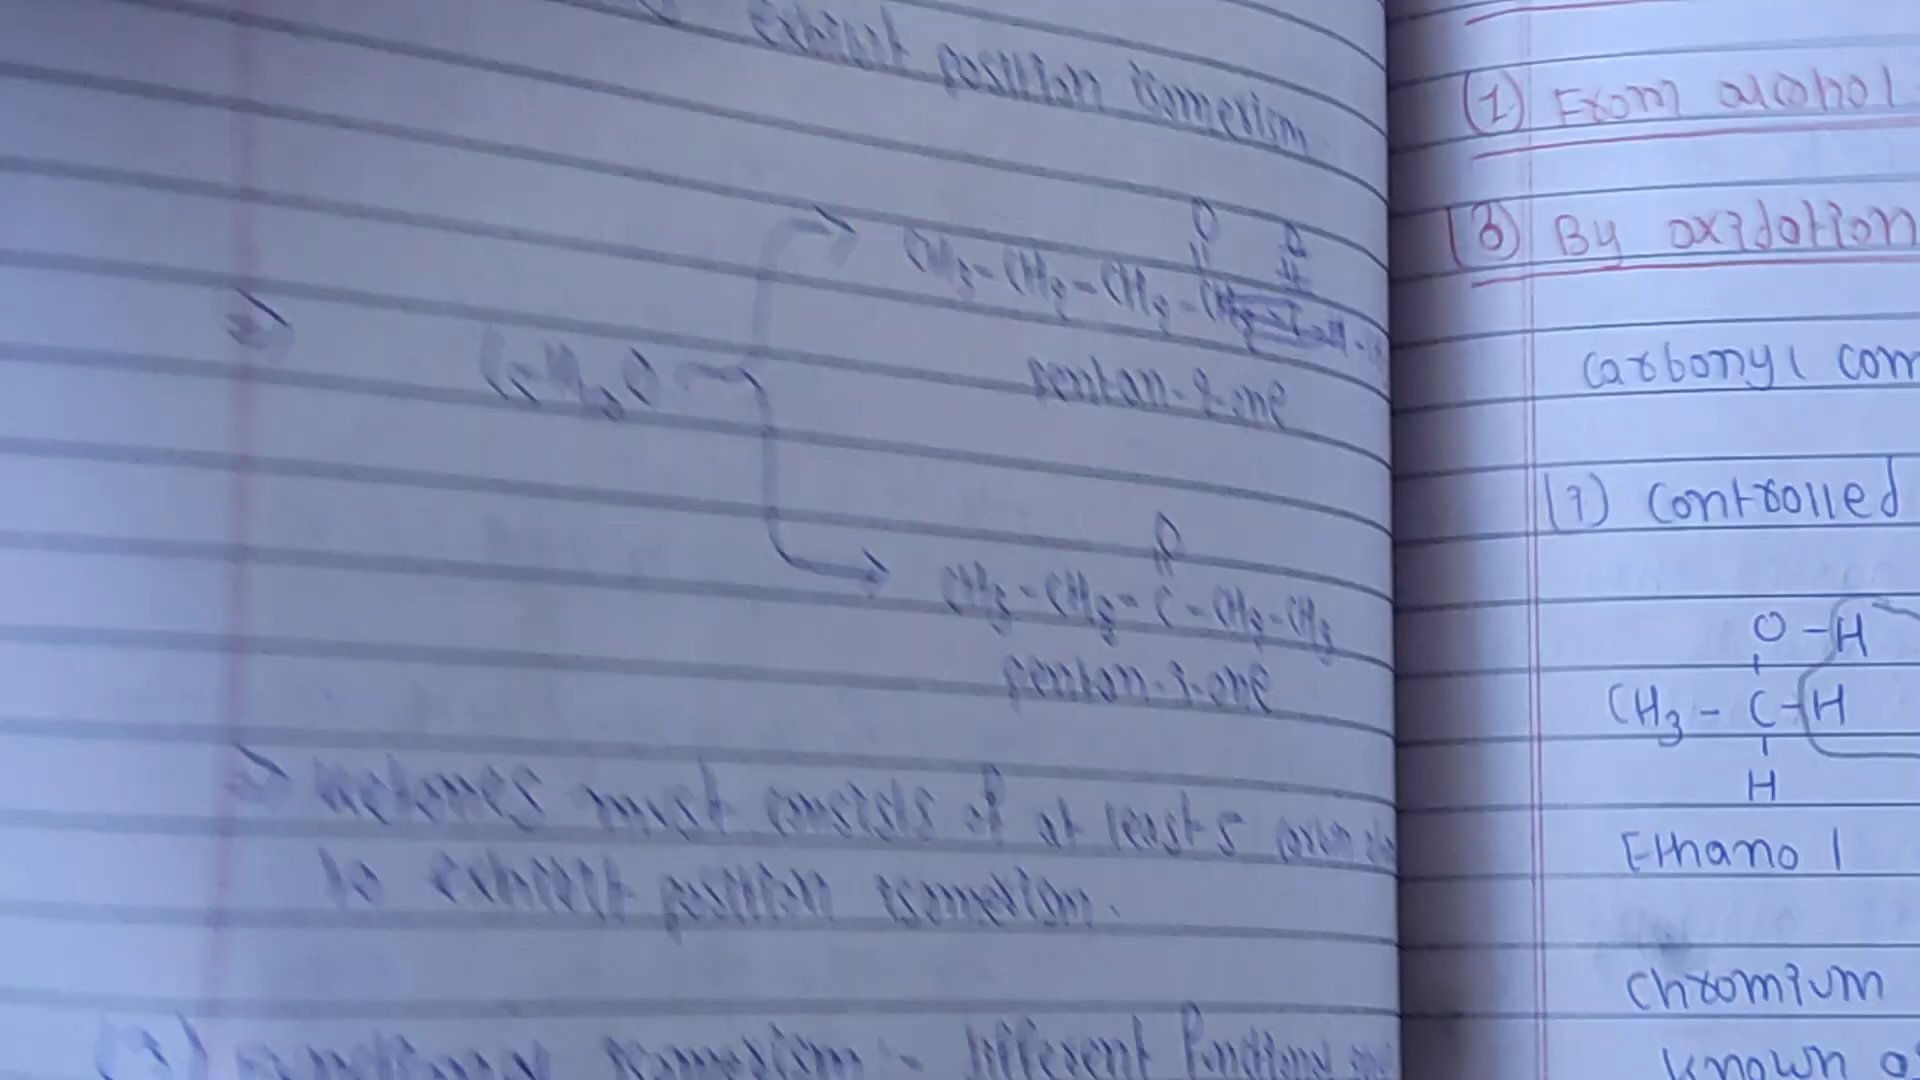 exhibit position isomerism
O
CH3 - CH2 - CH2 - C
pentan-2-one
⇒ C5H10O
O
CH3 - CH2 - C - CH2 - CH3
pentan-3-one
⇒ Ketones must consists of at least 5
to exhibit position isomerism.
isomerism :- Different Functional
(1) From alcohol
(3) By oxidation
Carbonyl com
(1) Controlled
O - H
CH3 - C - H
H
Ethanol
Chromium
known